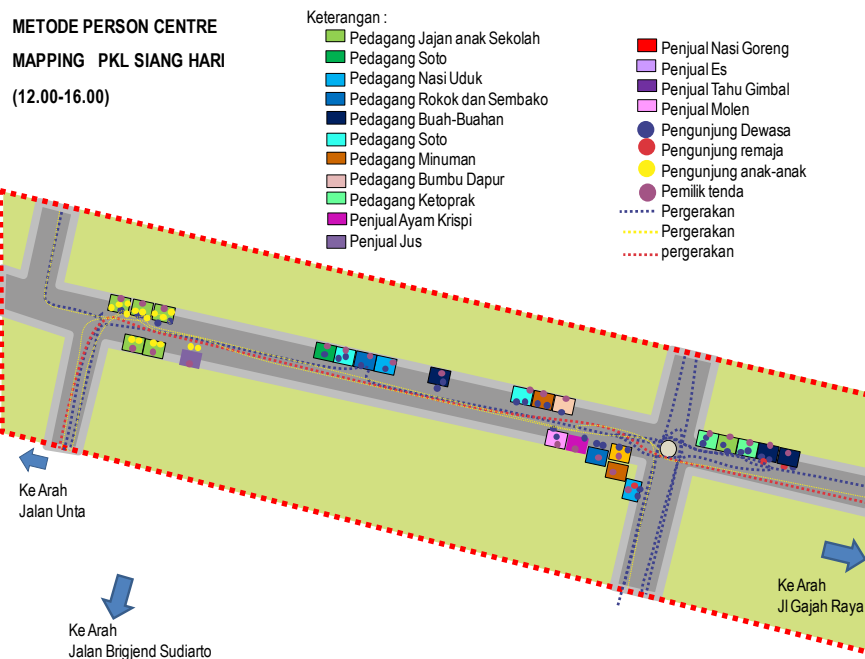 METODE PERSON CENTRE
MAPPING PKL SIANG HARI
(12.00-16.00)
Keterangan :
Pedagang Jajan anak Sekolah
Pedagang Soto
Pedagang Nasi Uduk
Pedagang Rokok dan Sembako
Pedagang Buah-Buahan
Pedagang Soto
Pedagang Minuman
Pedagang Bumbu Dapur
Pedagang Ketoprak
Penjual Ayam Krispi
Penjual Jus
Penjual Nasi Goreng
Penjual Es
Penjual Tahu Gimbal
Penjual Molen
Pengunjung Dewasa
Pengunjung remaja
Pengunjung anak-anak
Pemilik tenda
Pergerakan
Pergerakan
pergerakan
Ke Arah
Jalan Unta
Ke Arah
Jalan Brigjend Sudiarto
Ke Arah
Jl Gajah Raya